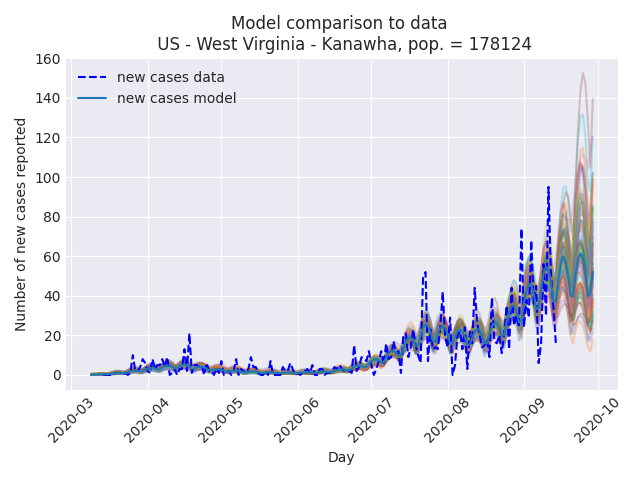 Model comparison to data
US - West Virginia - Kanawha, pop. = 178124
new cases data
new cases model
Number of new cases reported
160
140
120
100
80
60
40
20
0
2020-03
2020-04
2020-05
2020-06
2020-07
2020-08
2020-09
2020-10
Day